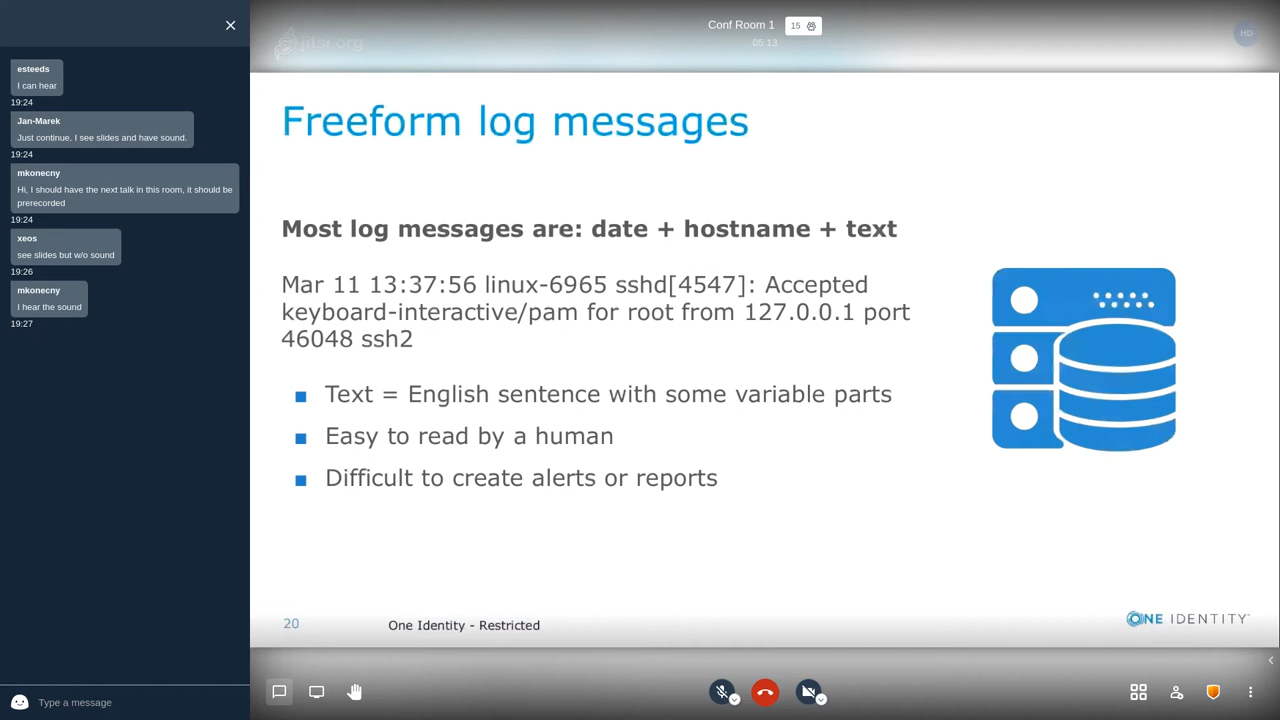 esteeds
I can hear
19:24
Jan-Marek
Just continue. I see slides and have sound.
19:24
mkonecny
Hi, I should have the next talk in this room, it should be
prerecorded
19:24
xeos
see slides but w/o sound
19:26
mkonecny
I hear the sound
19:27
Type a message
jitsi.org
Conf Room 1
15
05:13
HD
Freeform log messages
Most log messages are: date + hostname + text
Mar 11 13:37:56 linux-6965 sshd[4547]: Accepted
keyboard-interactive/pam for root from 127.0.0.1 port
46048 ssh2
Text = English sentence with some variable parts
Easy to read by a human
Difficult to create alerts or reports
20
One Identity - Restricted
ONE IDENTITY